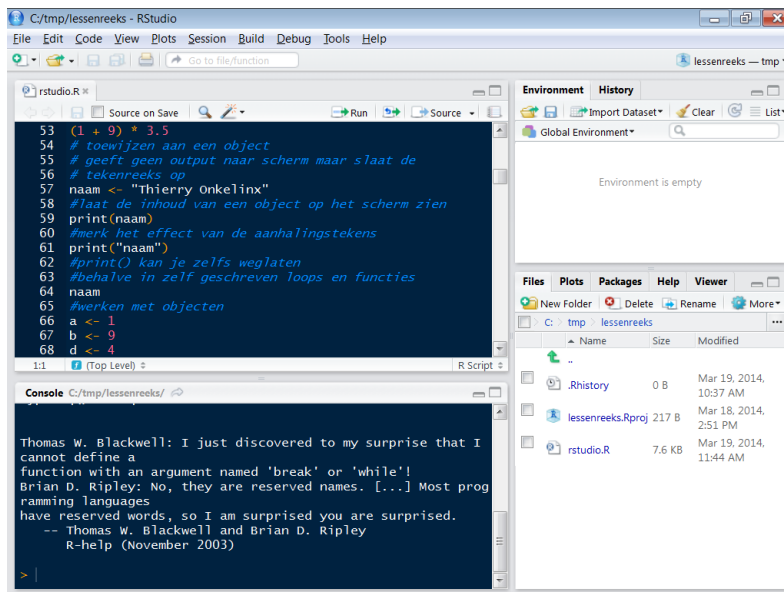 C:/tmp/lessenreeks - RStudio
File Edit Code View Plots Session Build Debug Tools Help
Go to file/function
lessenreeks — tmp
rstudio.R
Source on Save
Run
Source
53 (1 + 9) * 3.5
54 # toewijzen aan een object
55 # geeft geen output naar scherm maar slaat de
56 # tekenreeks op
57 naam <- "Thierry Onkelinx"
58 #laat de inhoud van een object op het scherm zien
59 print(naam)
60 #merk het effect van de aanhalingstekens
61 print("naam")
62 #print() kan je zelfs weglaten
63 #behalve in zelf geschreven loops en functies
64 naam
65 #werken met objecten
66 a <- 1
67 b <- 9
68 d <- 4
1:1 (Top Level) R Script
Console C:/tmp/lessenreeks/
Thomas W. Blackwell: I just discovered to my surprise that I
cannot define a
function with an argument named 'break' or 'while'!
Brian D. Ripley: No, they are reserved names. [...] Most prog
ramming languages
have reserved words, so I am surprised you are surprised.
-- Thomas W. Blackwell and Brian D. Ripley
R-help (November 2003)
>
Environment History
Import Dataset Clear List
Global Environment
Environment is empty
Files Plots Packages Help Viewer
New Folder Delete Rename More
C: tmp lessenreeks ...
Name Size Modified
..
.Rhistory 0 B Mar 19, 2014,
10:37 AM
lessenreeks.Rproj 217 B Mar 18, 2014,
2:51 PM
rstudio.R 7.6 KB Mar 19, 2014,
11:44 AM